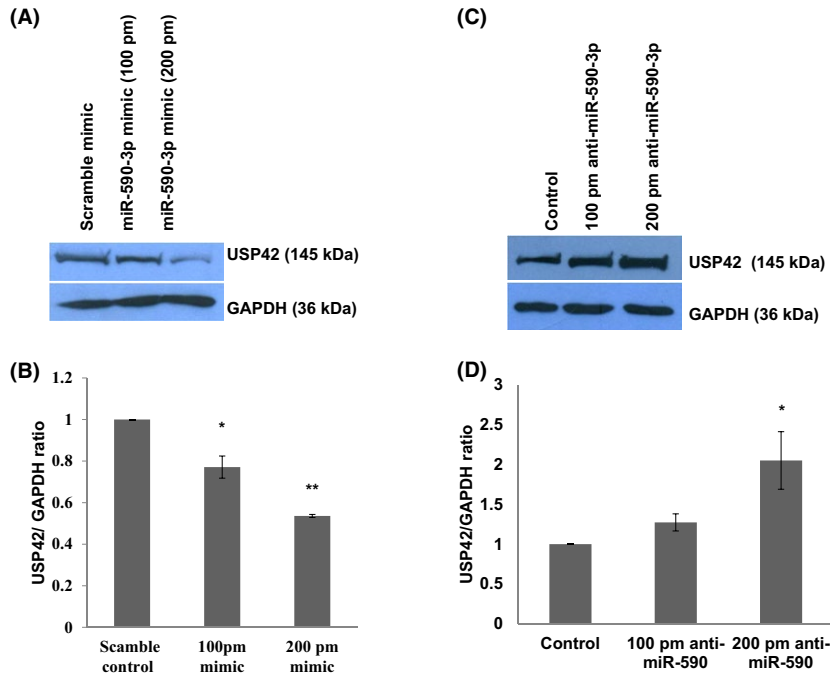 (A)
Scramble mimic
miR-590-3p mimic (100 pm)
miR-590-3p mimic (200 pm)
USP42 (145 kDa)
GAPDH (36 kDa)
(B)
USP42/ GAPDH ratio
1.2
1
0.8
0.6
0.4
0.2
0
*
**
Scamble
control
100pm
mimic
200 pm
mimic
(C)
Control
100 pm anti-miR-590-3p
200 pm anti-miR-590-3p
USP42 (145 kDa)
GAPDH (36 kDa)
(D)
USP42/GAPDH ratio
3
2.5
2
1.5
1
0.5
0
*
Control
100 pm anti-
miR-590
200 pm anti-
miR-590